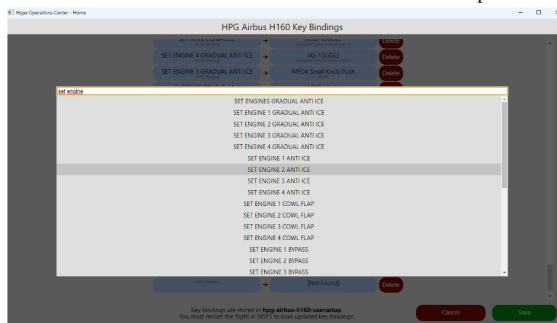 Hype Operations Center - Home
HPG Airbus H160 Key Bindings
SET ENGINE 4 GRADUAL ANTI ICE → IAS TOGGLE Delete
SET ENGINE 3 GRADUAL ANTI ICE → MFD4 Small Knob Push Delete
set engine
SET ENGINES GRADUAL ANTI ICE
SET ENGINE 1 GRADUAL ANTI ICE
SET ENGINE 2 GRADUAL ANTI ICE
SET ENGINE 3 GRADUAL ANTI ICE
SET ENGINE 4 GRADUAL ANTI ICE
SET ENGINE 1 ANTI ICE
SET ENGINE 2 ANTI ICE
SET ENGINE 3 ANTI ICE
SET ENGINE 4 ANTI ICE
SET ENGINE 1 COWL FLAP
SET ENGINE 2 COWL FLAP
SET ENGINE 3 COWL FLAP
SET ENGINE 4 COWL FLAP
SET ENGINE 1 BYPASS
SET ENGINE 2 BYPASS
SET ENGINE 3 BYPASS
→ [Not Found] Delete
Key bindings are stored in hpg-airbus-h160-usersetup
You must restart the flight in MSFS to load updated key bindings.
Cancel Save